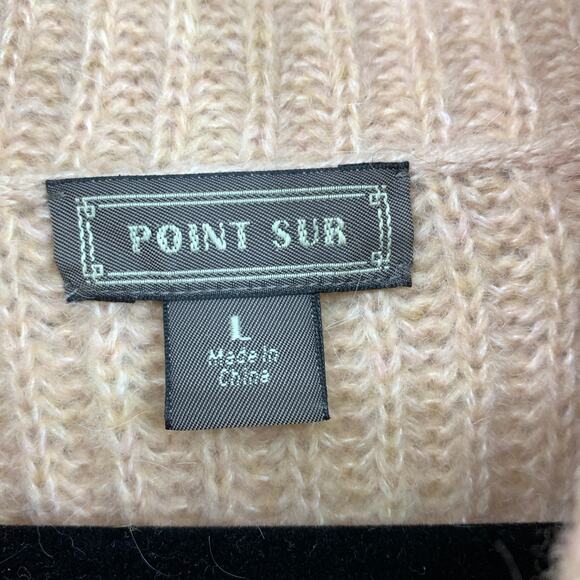 POINT SUR
L
Made in
China